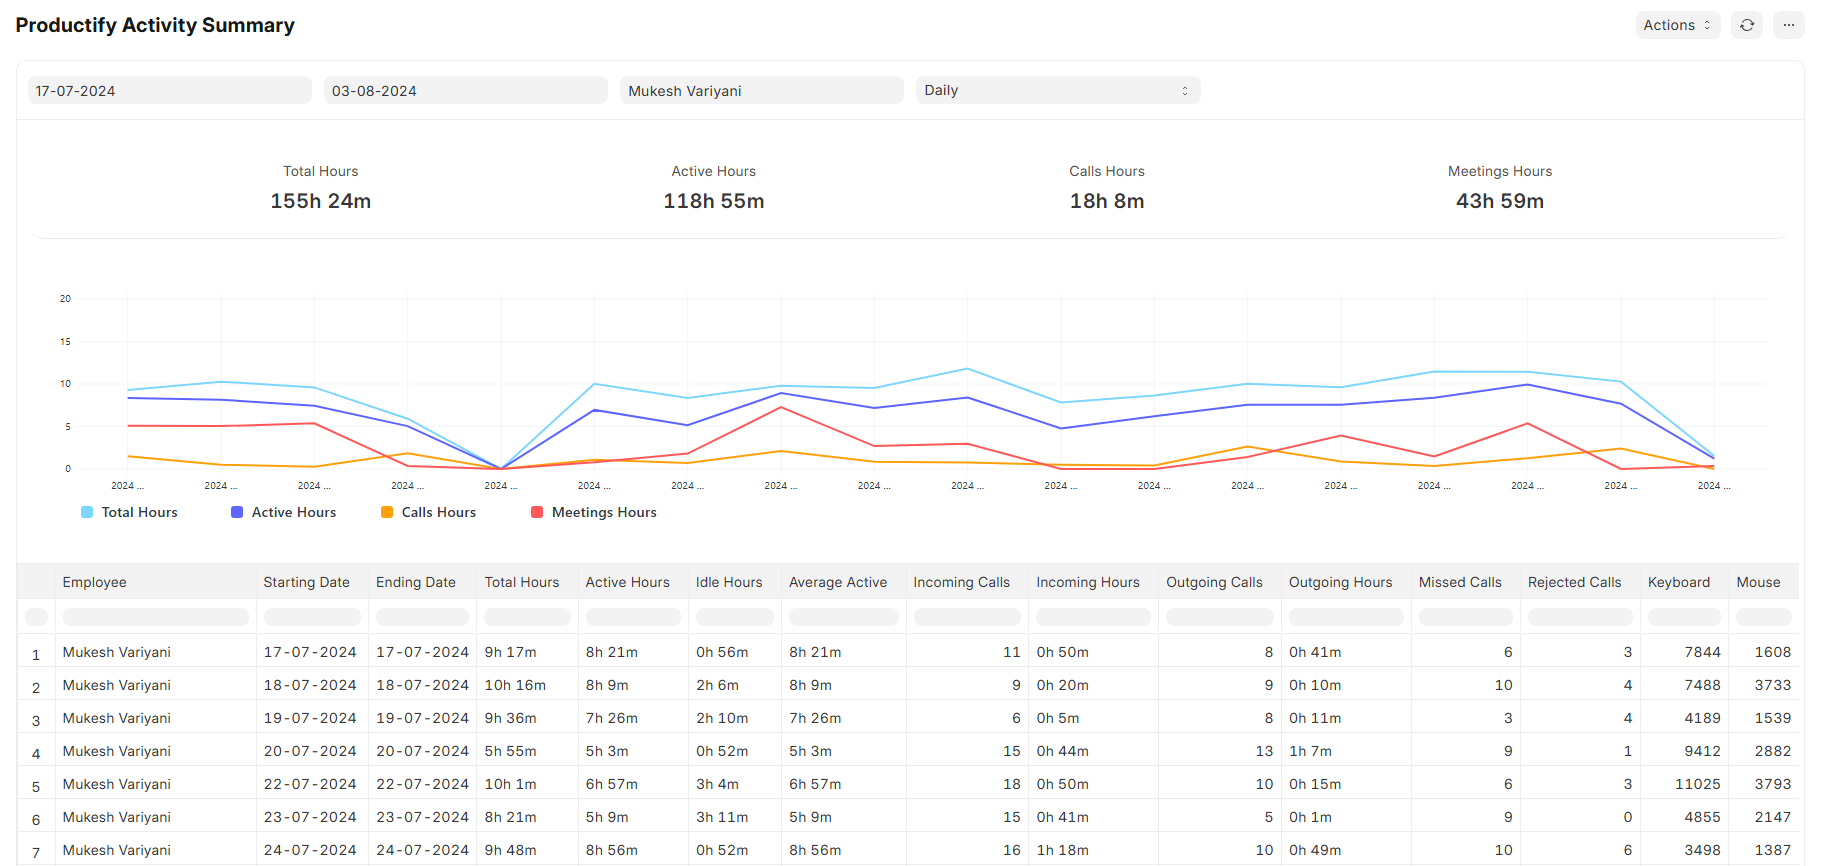 Productify Activity Summary
Actions
17-07-2024 03-08-2024 Mukesh Variyani Daily
Total Hours Active Hours Calls Hours Meetings Hours
155h 24m 118h 55m 18h 8m 43h 59m
20
15
10
5
0
2024 ... 2024 ... 2024 ... 2024 ... 2024 ... 2024 ... 2024 ... 2024 ... 2024 ... 2024 ... 2024 ... 2024 ... 2024 ... 2024 ... 2024 ... 2024 ... 2024 ... 2024 ...
Total Hours Active Hours Calls Hours Meetings Hours
Employee Starting Date Ending Date Total Hours Active Hours Idle Hours Average Active Incoming Calls Incoming Hours Outgoing Calls Outgoing Hours Missed Calls Rejected Calls Keyboard Mouse
1 Mukesh Variyani 17-07-2024 17-07-2024 9h 17m 8h 21m 0h 56m 8h 21m 11 0h 50m 8 0h 41m 6 3 7844 1608
2 Mukesh Variyani 18-07-2024 18-07-2024 10h 16m 8h 9m 2h 6m 8h 9m 9 0h 20m 9 0h 10m 10 4 7488 3733
3 Mukesh Variyani 19-07-2024 19-07-2024 9h 36m 7h 26m 2h 10m 7h 26m 6 0h 5m 8 0h 11m 3 4 4189 1539
4 Mukesh Variyani 20-07-2024 20-07-2024 5h 55m 5h 3m 0h 52m 5h 3m 15 0h 44m 13 1h 7m 9 1 9412 2882
5 Mukesh Variyani 22-07-2024 22-07-2024 10h 1m 6h 57m 3h 4m 6h 57m 18 0h 50m 10 0h 15m 6 3 11025 3793
6 Mukesh Variyani 23-07-2024 23-07-2024 8h 21m 5h 9m 3h 11m 5h 9m 15 0h 41m 5 0h 1m 9 0 4855 2147
7 Mukesh Variyani 24-07-2024 24-07-2024 9h 48m 8h 56m 0h 52m 8h 56m 16 1h 18m 10 0h 49m 10 6 3498 1387